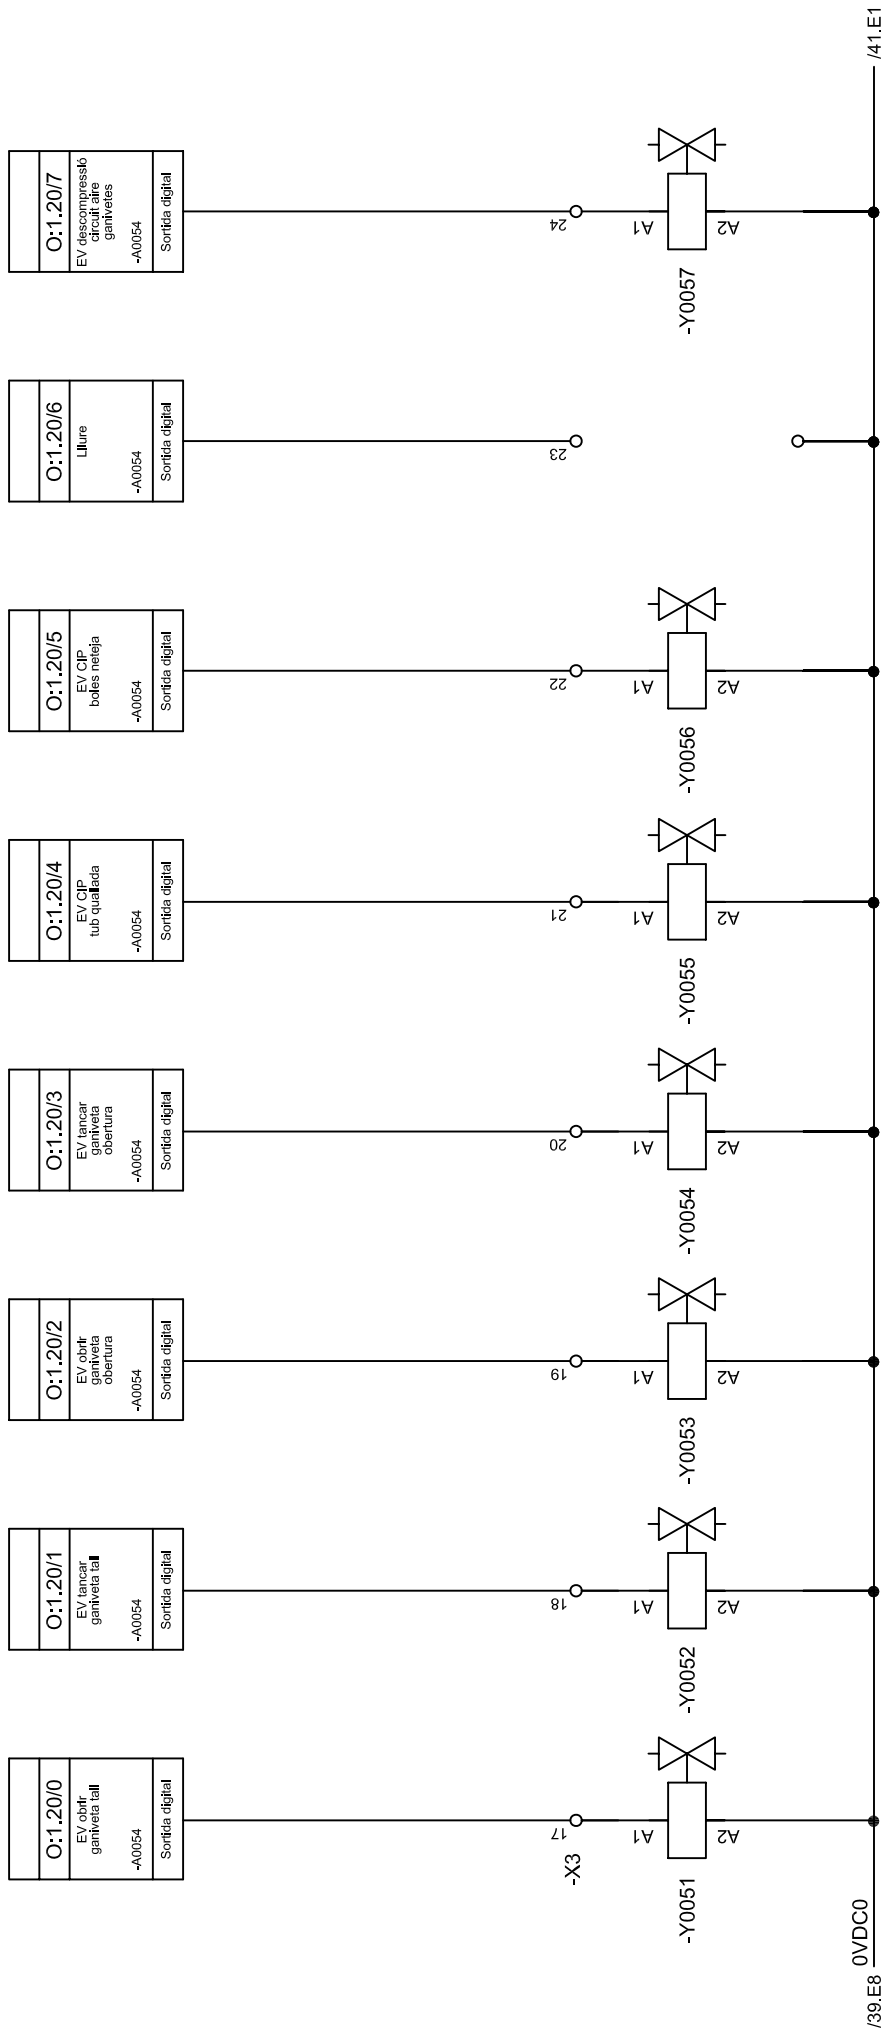 O:1.20/0
EV obrir
ganiveta tall
-A0054
Sortida digital
O:1.20/1
EV tancar
ganiveta tall
-A0054
Sortida digital
O:1.20/2
EV obrir
ganiveta
obertura
-A0054
Sortida digital
O:1.20/3
EV tancar
ganiveta
obertura
-A0054
Sortida digital
O:1.20/4
EV CIP
tub quallada
-A0054
Sortida digital
O:1.20/5
EV CIP
boles neteja
-A0054
Sortida digital
O:1.20/6
Lliure
-A0054
Sortida digital
O:1.20/7
EV descompressió
circuit aire
ganivetes
-A0054
Sortida digital
-X3
17
18
19
20
21
22
23
24
A1
A1
A1
A1
A1
A1
A1
-Y0051
-Y0052
-Y0053
-Y0054
-Y0055
-Y0056
-Y0057
A2
A2
A2
A2
A2
A2
A2
/39.E8
0VDC0
/41.E1